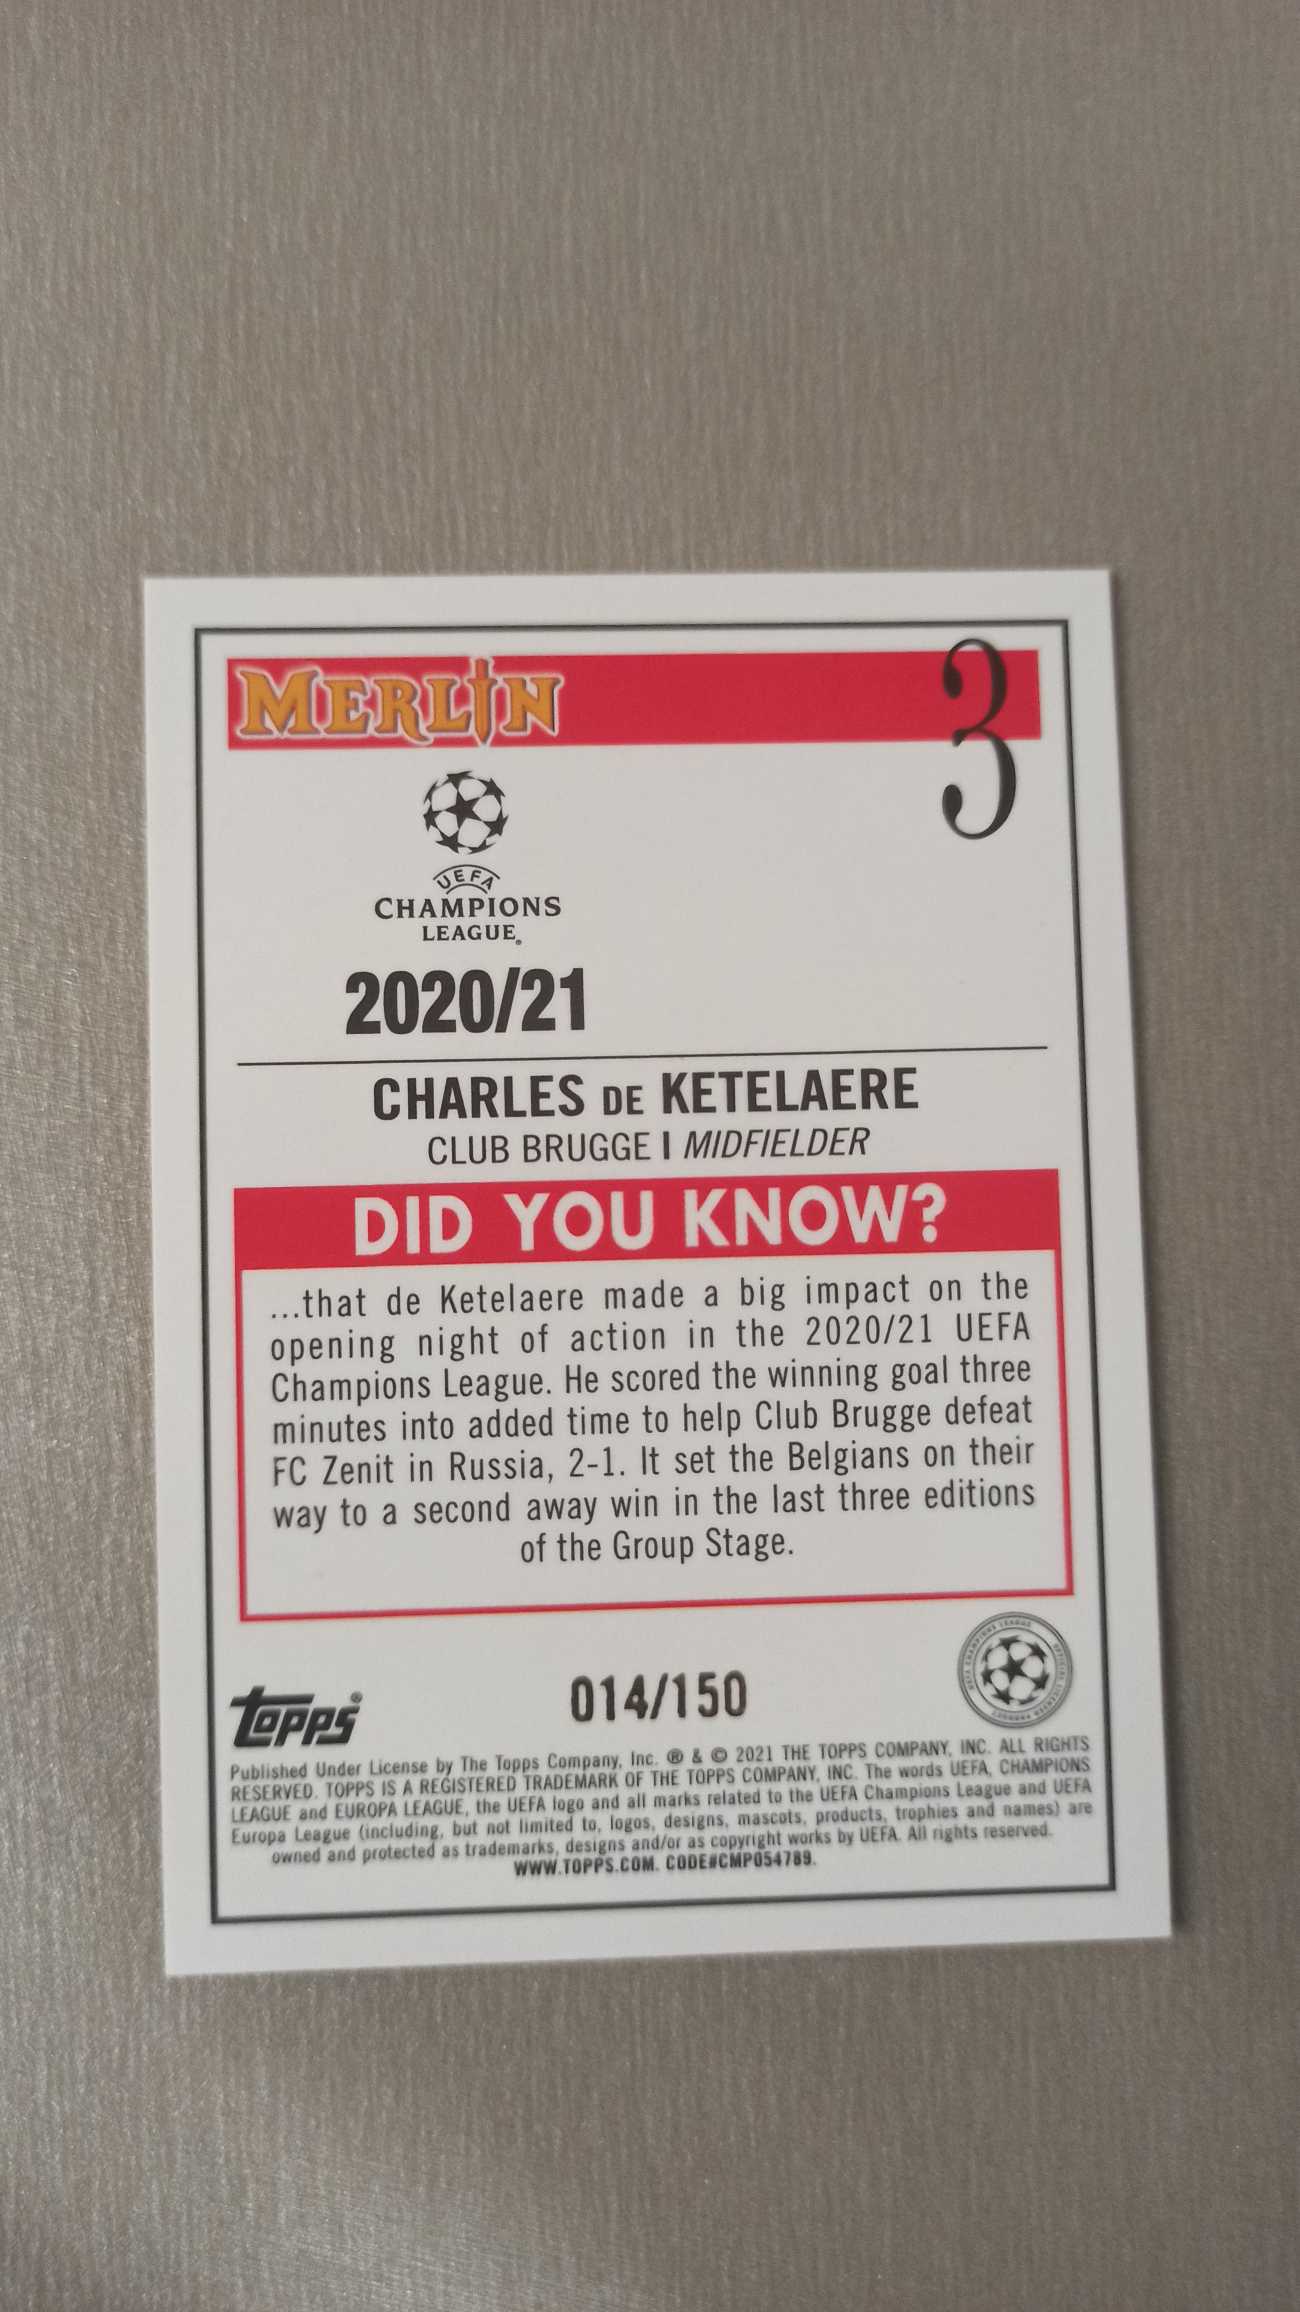 MERLIN
3
UEFA
CHAMPIONS
LEAGUE®
2020/21
CHARLES DE KETELAERE
CLUB BRUGGE | MIDFIELDER
DID YOU KNOW?
...that de Ketelaere made a big impact on the
opening night of action in the 2020/21 UEFA
Champions League. He scored the winning goal three
minutes into added time to help Club Brugge defeat
FC Zenit in Russia, 2-1. It set the Belgians on their
way to a second away win in the last three editions
of the Group Stage.
Topps®
014/150
Published Under License by The Topps Company, Inc. ® & © 2021 THE TOPPS COMPANY, INC. ALL RIGHTS
RESERVED. TOPPS IS A REGISTERED TRADEMARK OF THE TOPPS COMPANY, INC. The words UEFA, CHAMPIONS
LEAGUE and EUROPA LEAGUE, the UEFA logo and all marks related to the UEFA Champions League and UEFA
Europa League (including, but not limited to, logos, designs, mascots, products, trophies and names) are
owned and protected as trademarks, designs and/or as copyright works by UEFA. All rights reserved.
WWW.TOPPS.COM. CODE#CMP054789.